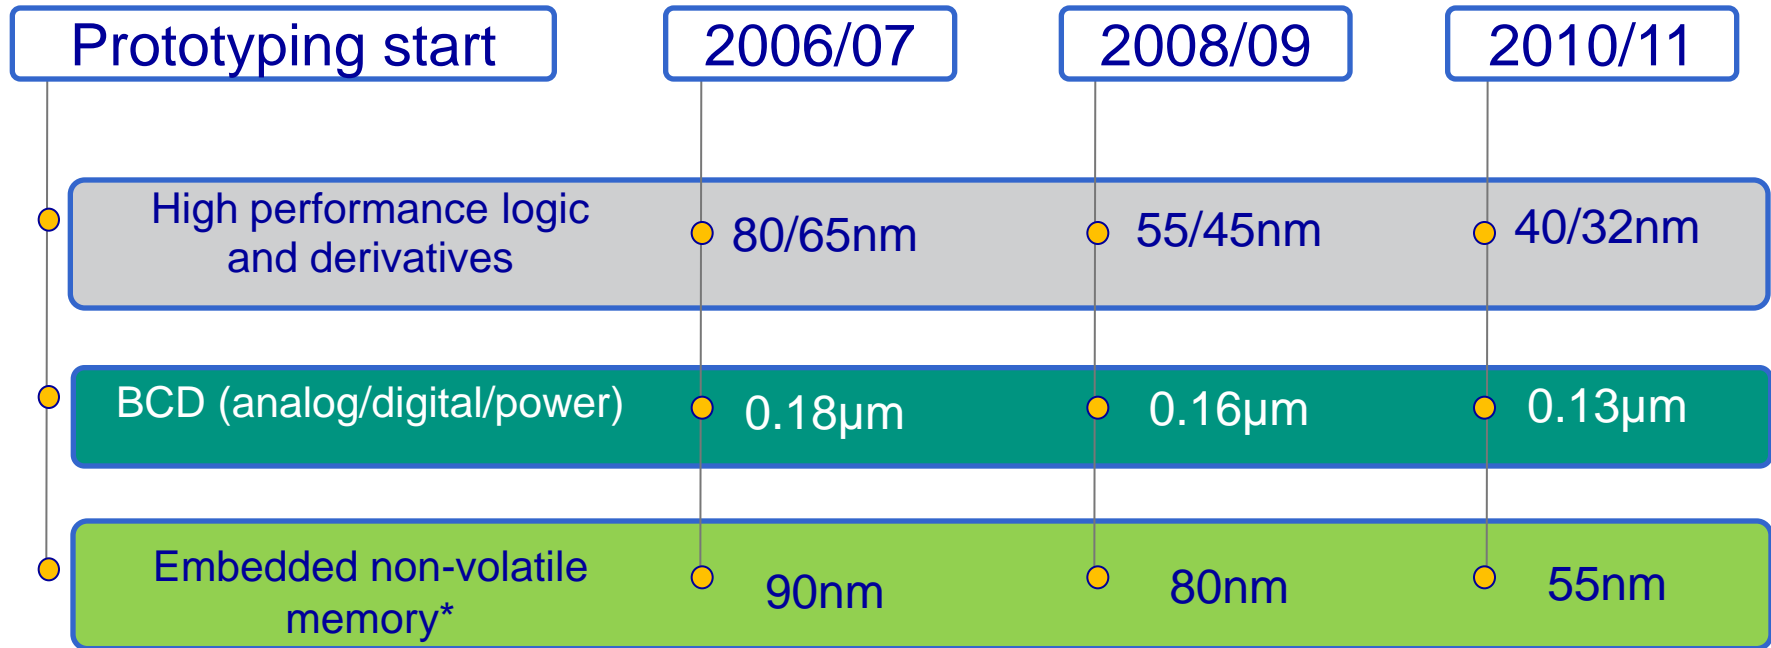 Prototyping start
2006/07
2008/09
2010/11
High performance logic
and derivatives
80/65nm
55/45nm
40/32nm
BCD (analog/digital/power)
0.18µm
0.16µm
0.13µm
Embedded non-volatile
memory*
90nm
80nm
55nm